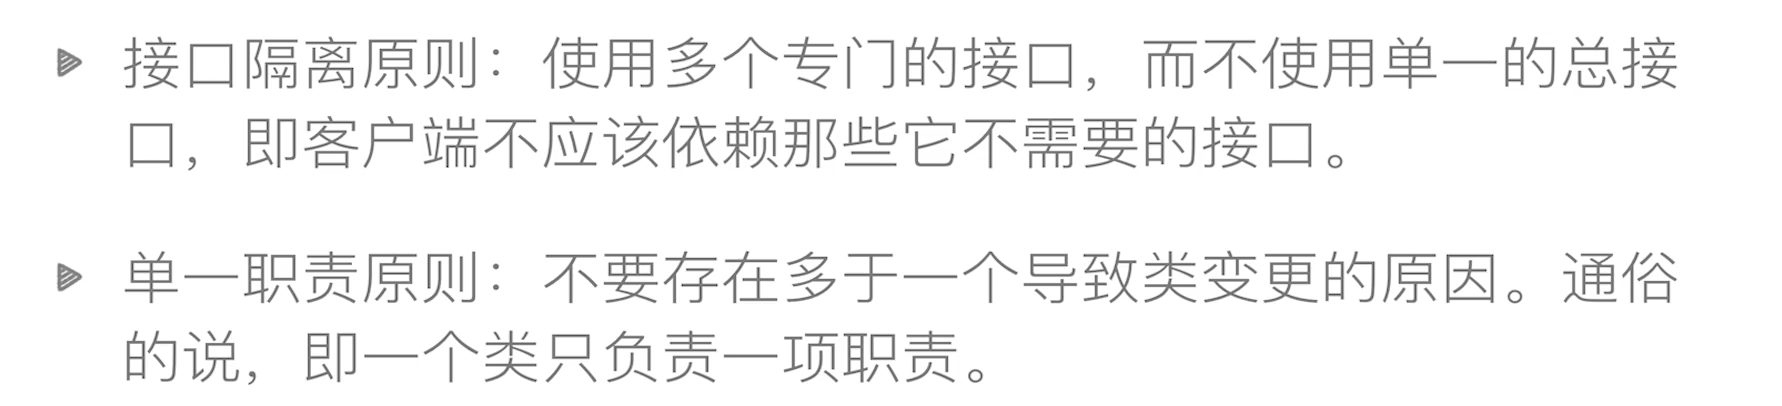 接口隔离原则：使用多个专门的接口，而不使用单一的总接
口，即客户端不应该依赖那些它不需要的接口。
单一职责原则：不要存在多于一个导致类变更的原因。通俗
的说，即一个类只负责一项职责。